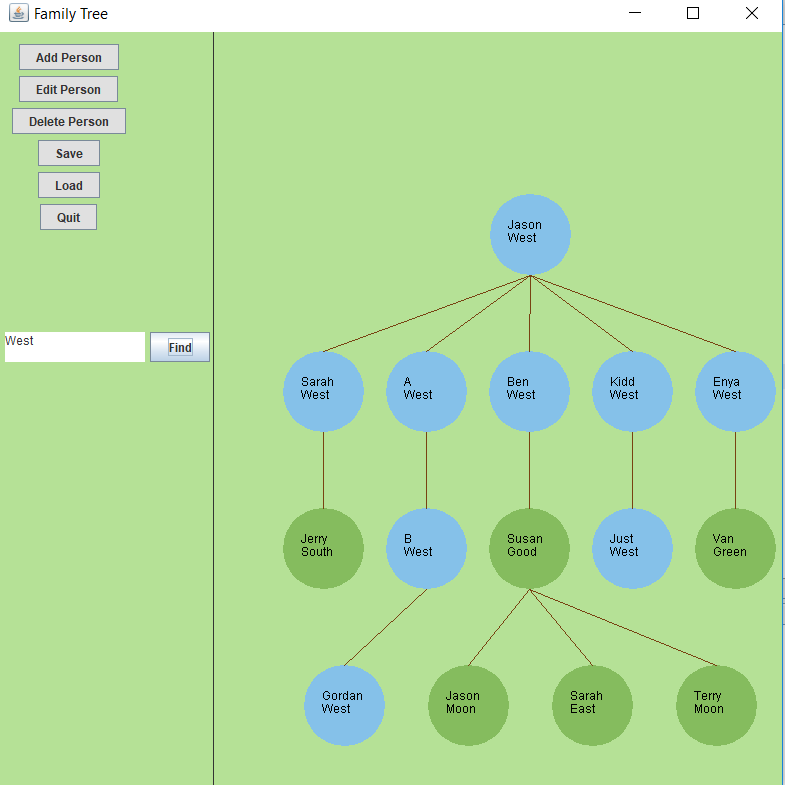 Family Tree
Add Person
Edit Person
Delete Person
Save
Load
Quit
West
Find
Jason
West
Sarah
West
A
West
Ben
West
Kidd
West
Enya
West
Jerry
South
B
West
Susan
Good
Just
West
Van
Green
Gordan
West
Jason
Moon
Sarah
East
Terry
Moon